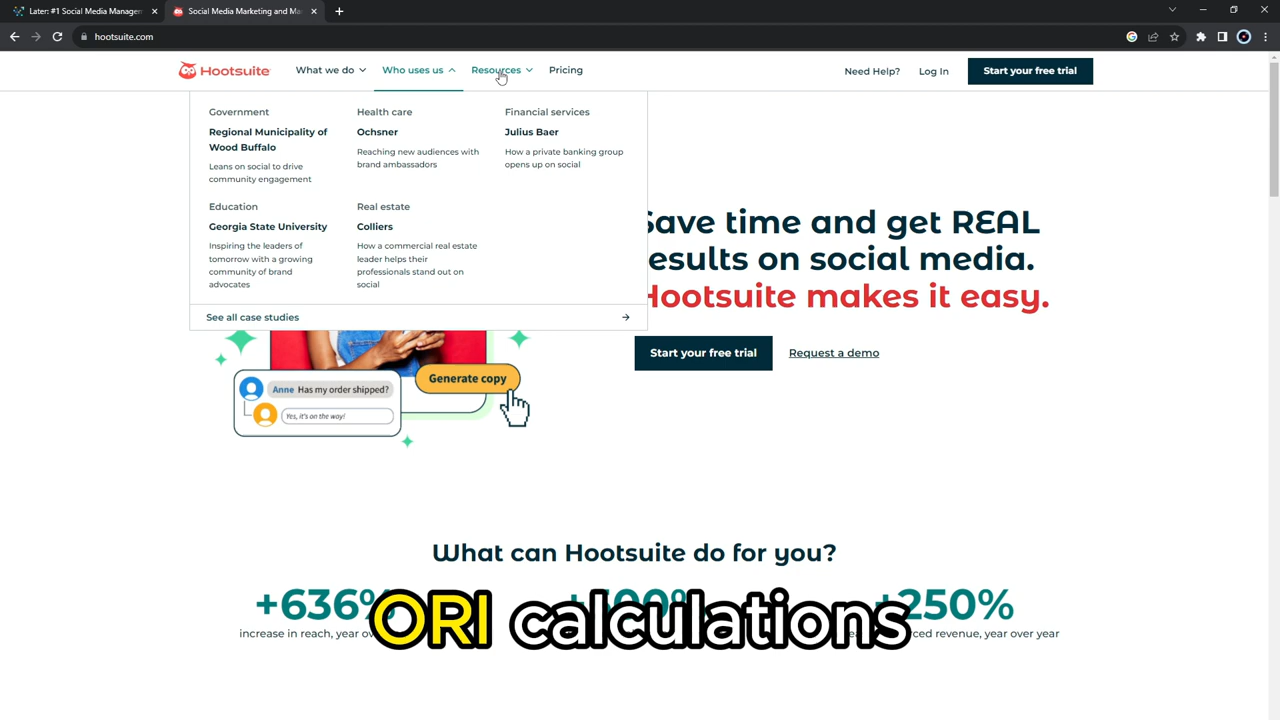 Later: #1 Social Media Manager
Social Media Marketing and Ma
hootsuite.com
Hootsuite
What we do
Who uses us
Resources
Pricing
Need Help?
Log In
Start your free trial
Government
Regional Municipality of
Wood Buffalo
Leans on social to drive
community engagement
Health care
Ochsner
Reaching new audiences with
brand ambassadors
Financial services
Julius Baer
How a private banking group
opens up on social
Education
Georgia State University
Inspiring the leaders of
tomorrow with a growing
community of brand
advocates
Real estate
Colliers
How a commercial real estate
leader helps their
professionals stand out on
social
See all case studies
Save time and get REAL
results on social media.
Hootsuite makes it easy.
Start your free trial
Request a demo
Generate copy
Anne Has my order shipped?
Yes, it's on the way!
What can Hootsuite do for you?
+636%
+250%
increase in reach, year
revenue, year over year
ORI calculations